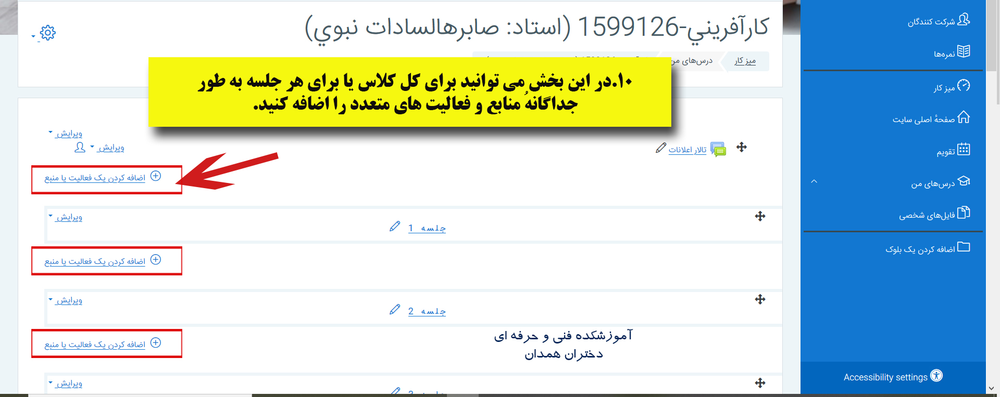 کارآفريني-1599126 (استاد: صابرهالسادات نبوي)
میز کار
درس‌های من
۱۰.در این بخش می توانید برای کل کلاس یا برای هر جلسه به طور
جداگانهُ منابع و فعالیت های متعدد را اضافه کنید.
ویرایش
تالار اعلانات
ویرایش
اضافه کردن یک فعالیت یا منبع
جلسه 1
ویرایش
اضافه کردن یک فعالیت یا منبع
جلسه 2
ویرایش
اضافه کردن یک فعالیت یا منبع
آموزشکده فنی و حرفه ای
دختران همدان
ویرایش
شرکت کنندگان
نمره‌ها
میز کار
صفحهٔ اصلی سایت
تقویم
درس‌های من
فایل‌های شخصی
اضافه کردن یک بلوک
Accessibility settings